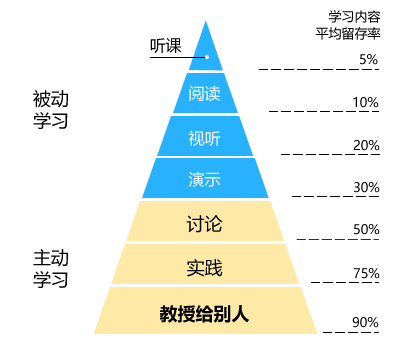 学习内容
平均留存率
听课
5%
被动
学习
阅读
10%
视听
20%
演示
30%
讨论
50%
主动
学习
实践
75%
教授给别人
90%